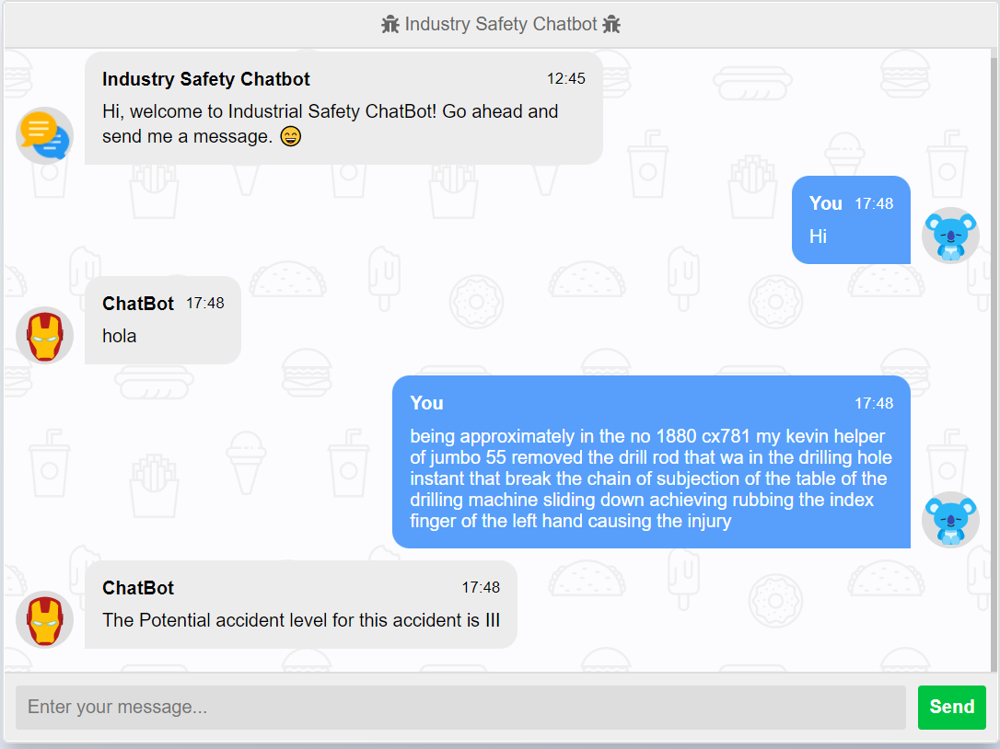 Industry Safety Chatbot
Industry Safety Chatbot 12:45
Hi, welcome to Industrial Safety ChatBot! Go ahead and
send me a message. 😄
You 17:48
Hi
ChatBot 17:48
hola
You 17:48
being approximately in the no 1880 cx781 my kevin helper
of jumbo 55 removed the drill rod that wa in the drilling hole
instant that break the chain of subjection of the table of the
drilling machine sliding down achieving rubbing the index
finger of the left hand causing the injury
ChatBot 17:48
The Potential accident level for this accident is III
Enter your message...
Send